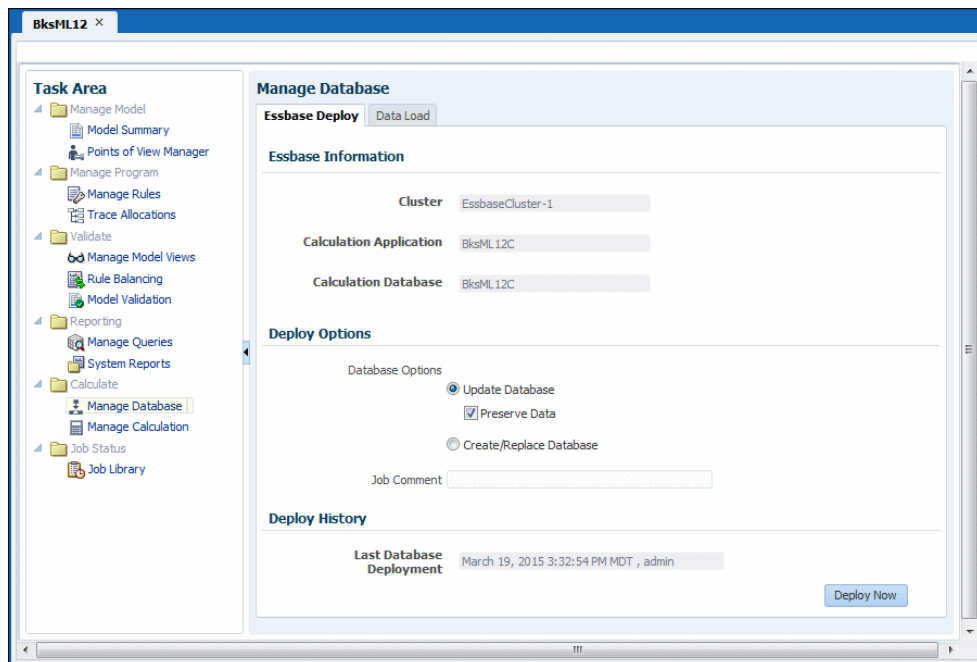 BksML12 ×
Task Area
Manage Model
Model Summary
Points of View Manager
Manage Program
Manage Rules
Trace Allocations
Validate
Manage Model Views
Rule Balancing
Model Validation
Reporting
Manage Queries
System Reports
Calculate
Manage Database
Manage Calculation
Job Status
Job Library
Manage Database
Essbase Deploy
Data Load
Essbase Information
Cluster EssbaseCluster-1
Calculation Application BksML12C
Calculation Database BksML12C
Deploy Options
Database Options
Update Database
Preserve Data
Create/Replace Database
Job Comment
Deploy History
Last Database
Deployment
March 19, 2015 3:32:54 PM MDT , admin
Deploy Now